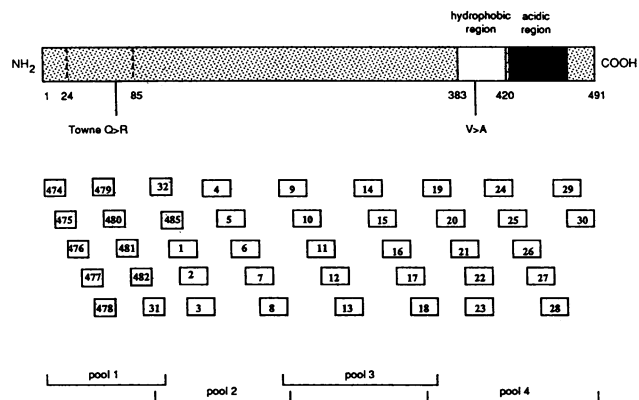 hydrophobic region acidic region
NH2 COOH
1 24 85 383 420 491
Towne Q>R V>A
474 479 32 4 9 14 19 24 29
475 480 485 5 10 15 20 25 30
476 481 1 6 11 16 21 26
477 482 2 7 12 17 22 27
478 31 3 8 13 18 23 28
pool 1 pool 3
pool 2 pool 4